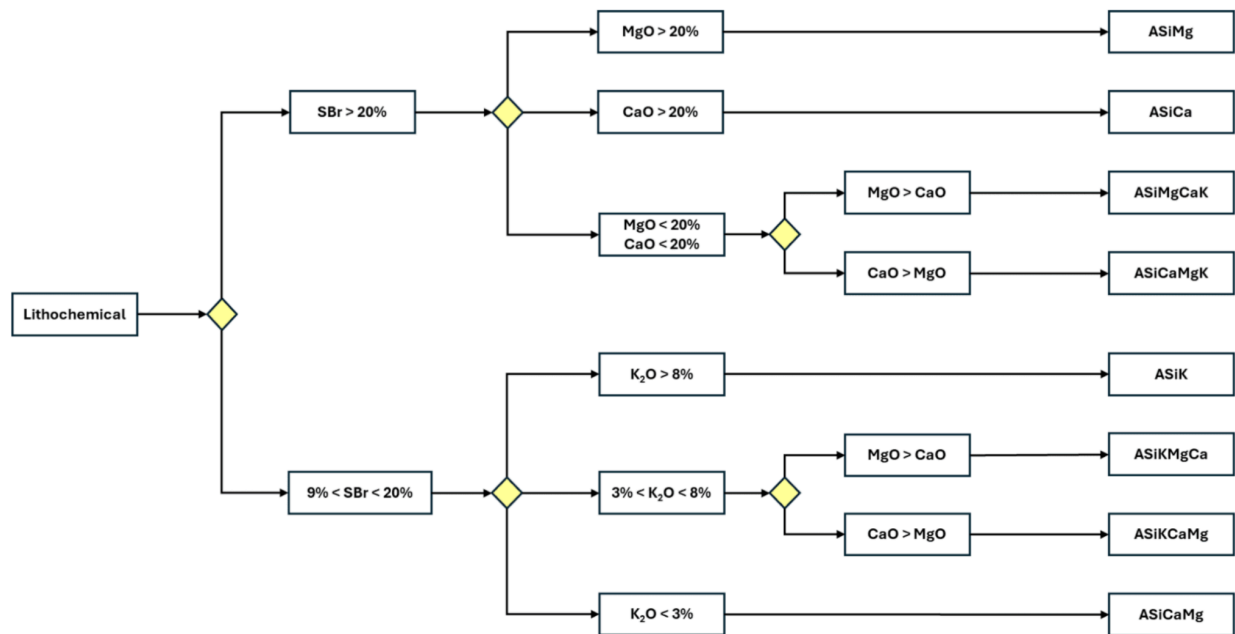 MgO > 20%
ASiMg
SBr > 20%
CaO > 20%
ASiCa
MgO > CaO
ASiMgCaK
MgO < 20%
CaO < 20%
CaO > MgO
ASiCaMgK
Lithochemical
K₂O > 8%
ASiK
MgO > CaO
ASiKMgCa
9% < SBr < 20%
3% < K₂O < 8%
CaO > MgO
ASiKCaMg
K₂O < 3%
ASiCaMg